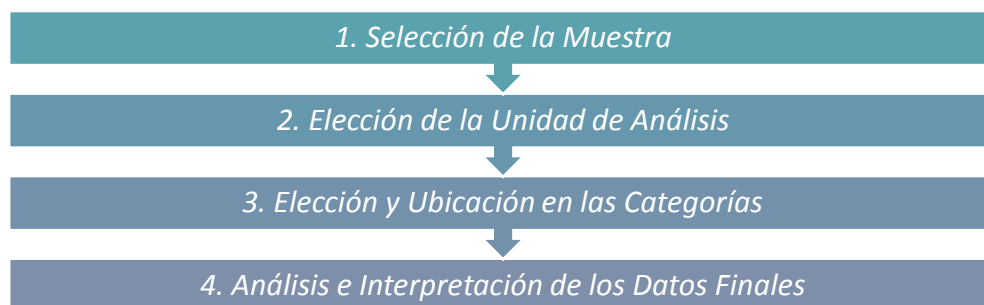 1. Selección de la Muestra
2. Elección de la Unidad de Análisis
3. Elección y Ubicación en las Categorías
4. Análisis e Interpretación de los Datos Finales